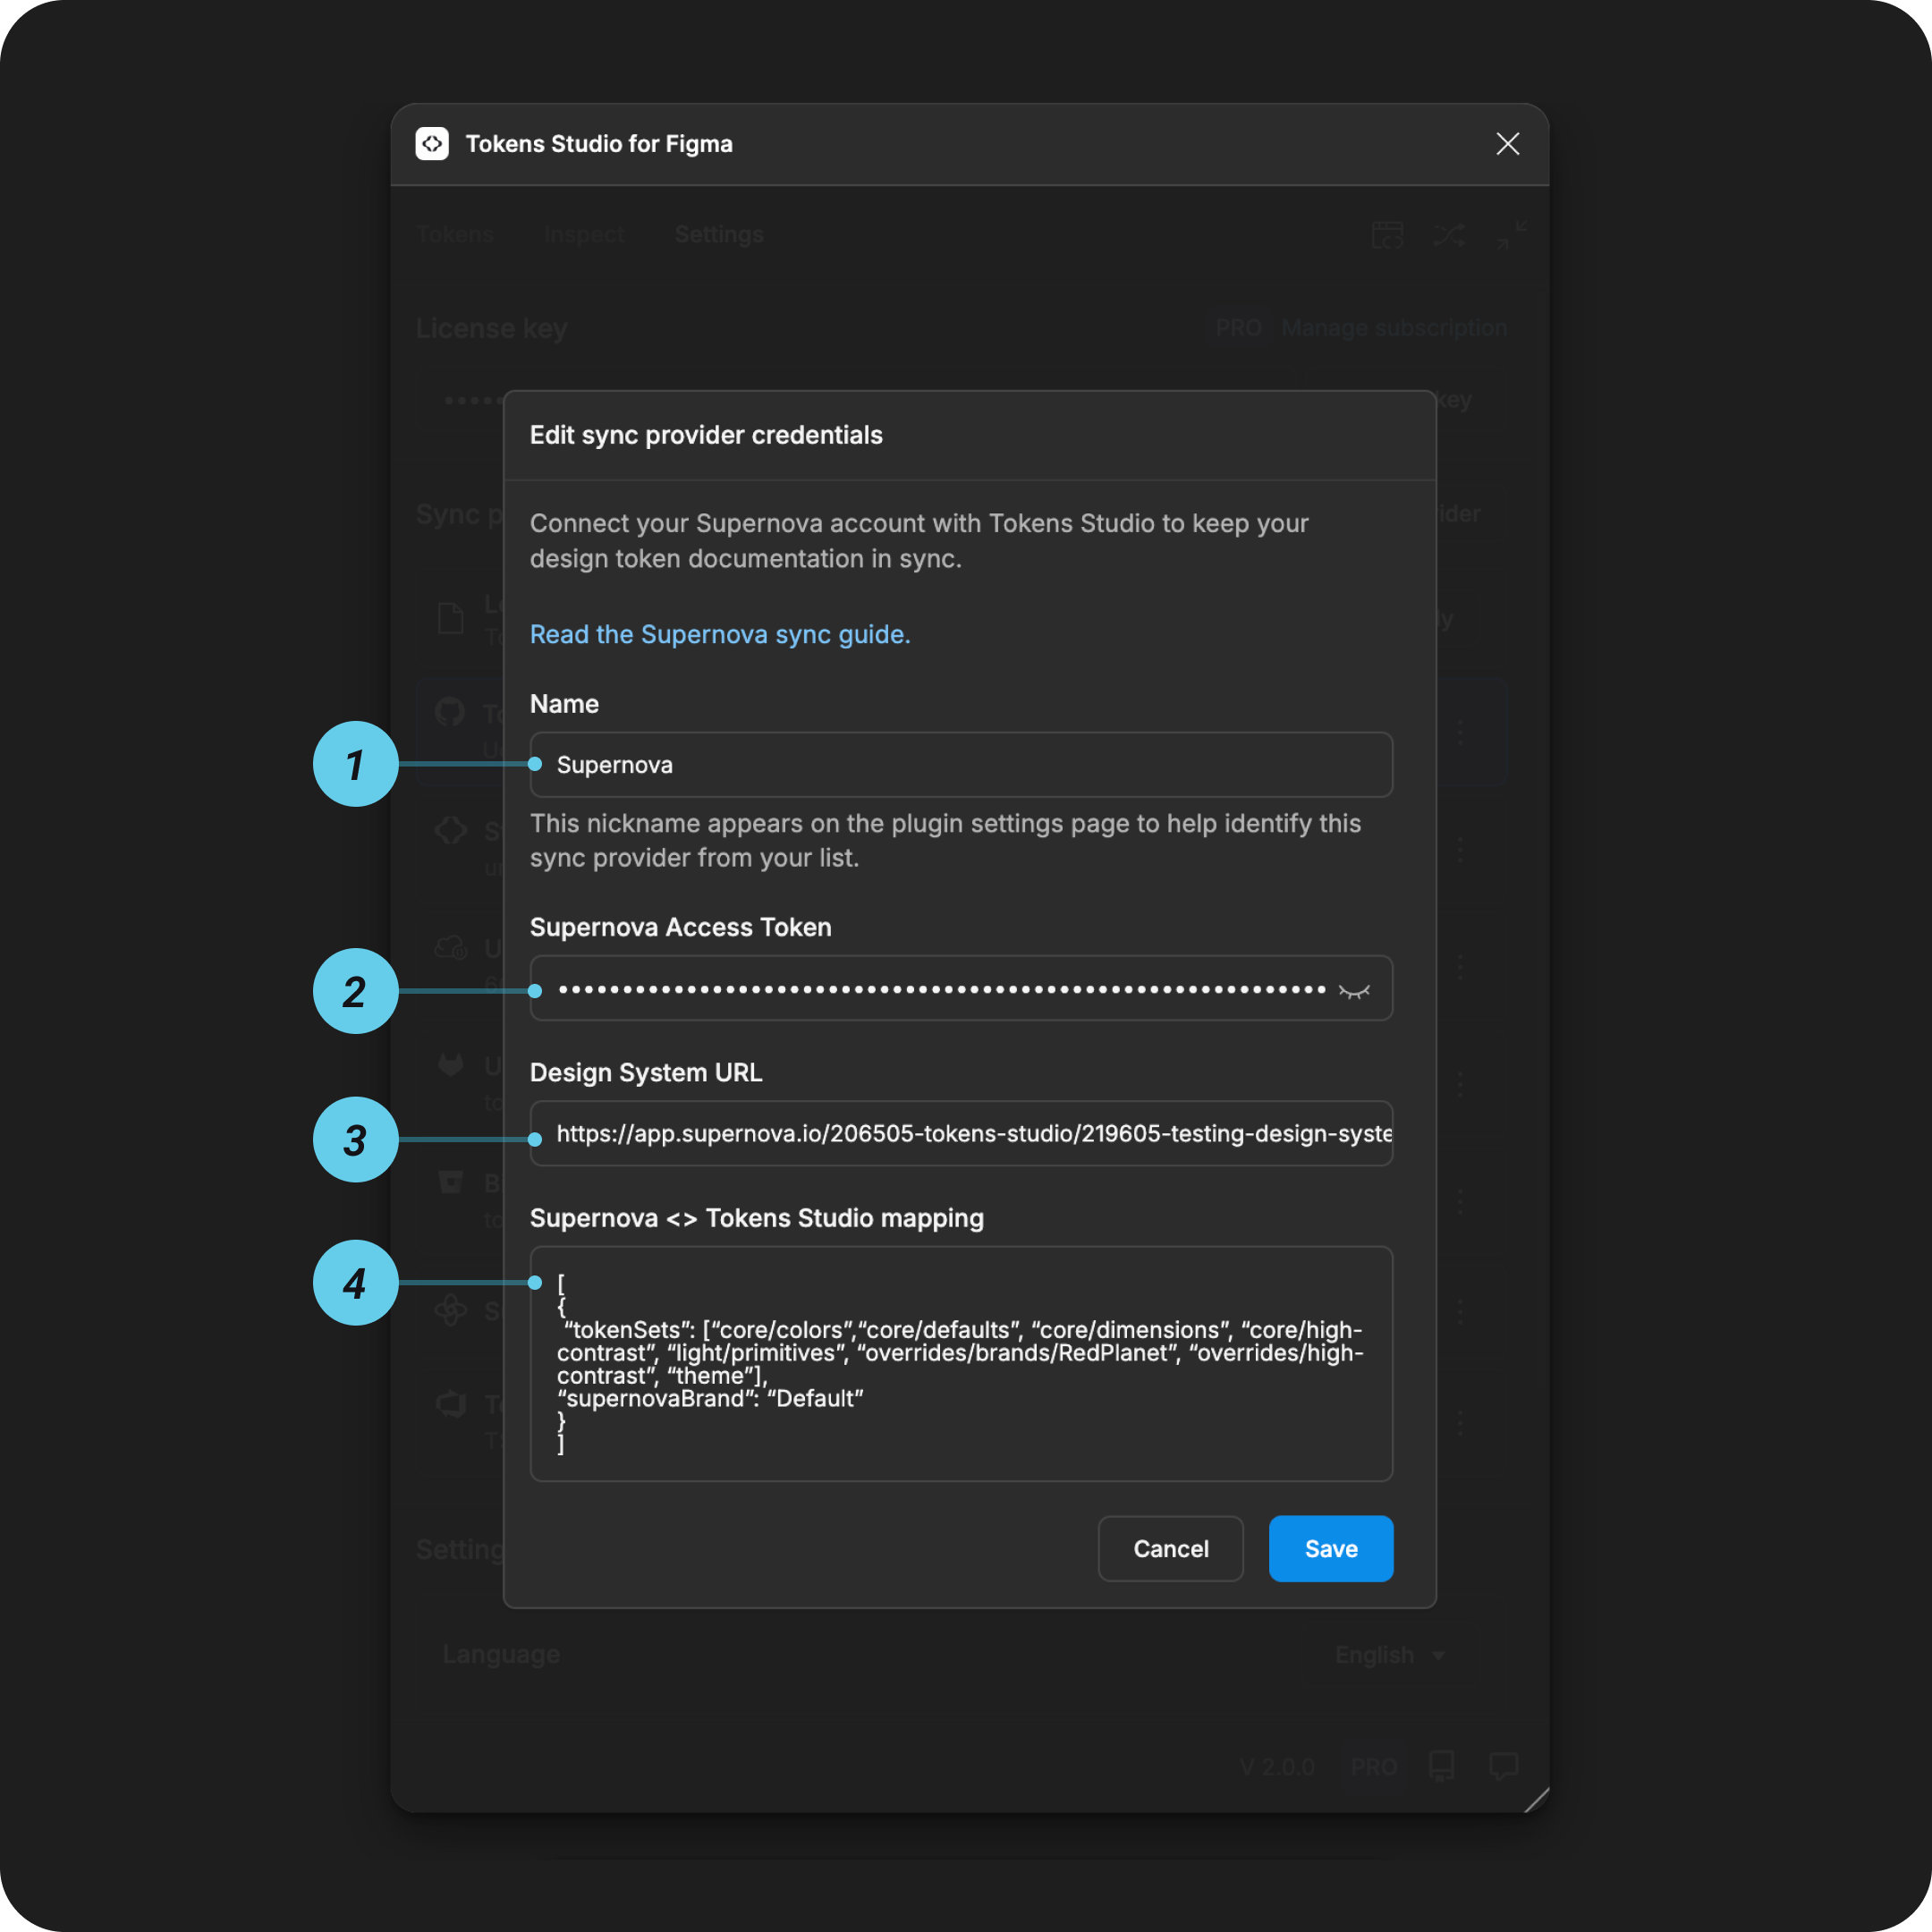 Tokens Studio for Figma
Tokens Inspect Settings
License key PRO Manage subscription
key
Edit sync provider credentials
Connect your Supernova account with Tokens Studio to keep your
design token documentation in sync.
Read the Supernova sync guide.
Name
1 Supernova
This nickname appears on the plugin settings page to help identify this
sync provider from your list.
Supernova Access Token
2 ••••••••••••••••••••••••••••••••••••••••••••••••••••••••••••
Design System URL
3 https://app.supernova.io/206505-tokens-studio/219605-testing-design-syste
Supernova <> Tokens Studio mapping
4 [
{
“tokenSets”: [“core/colors”,“core/defaults”, “core/dimensions”, “core/high-
contrast”, “light/primitives”, “overrides/brands/RedPlanet”, “overrides/high-
contrast”, “theme”],
“supernovaBrand”: “Default”
}
]
Cancel Save
Setting
Language English
V 2.0.0 PRO